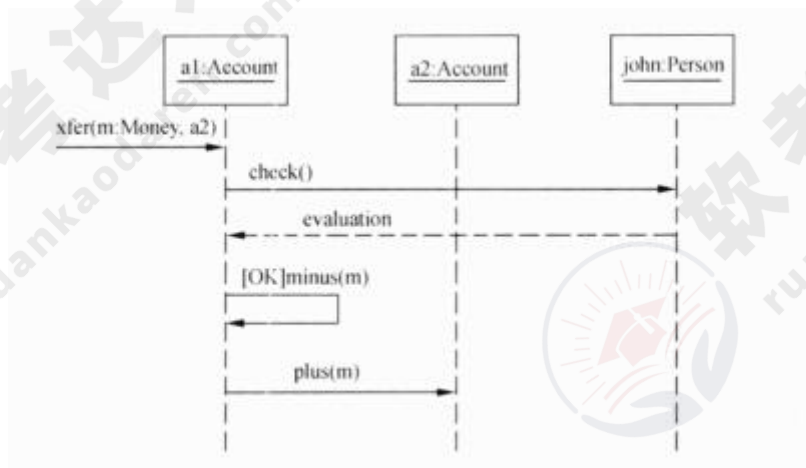 a1:Account
a2:Account
john:Person
xfer(m:Money, a2)
check()
evaluation
[OK]minus(m)
plus(m)